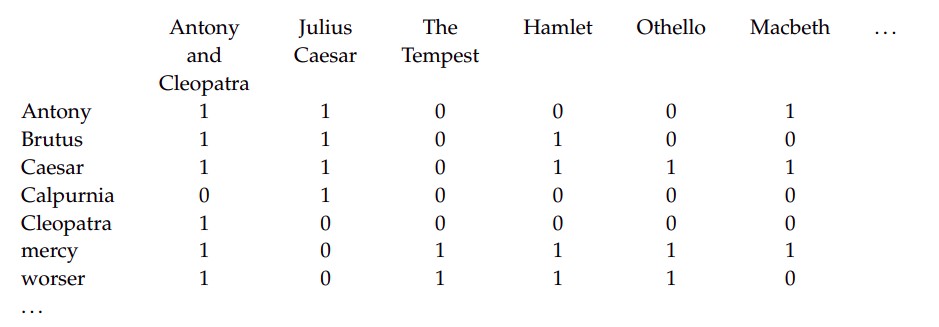 Antony Julius The Hamlet Othello Macbeth ...
and Caesar Tempest
Cleopatra
Antony 1 1 0 0 0 1
Brutus 1 1 0 1 0 0
Caesar 1 1 0 1 1 1
Calpurnia 0 1 0 0 0 0
Cleopatra 1 0 0 0 0 0
mercy 1 0 1 1 1 1
worser 1 0 1 1 1 0
...